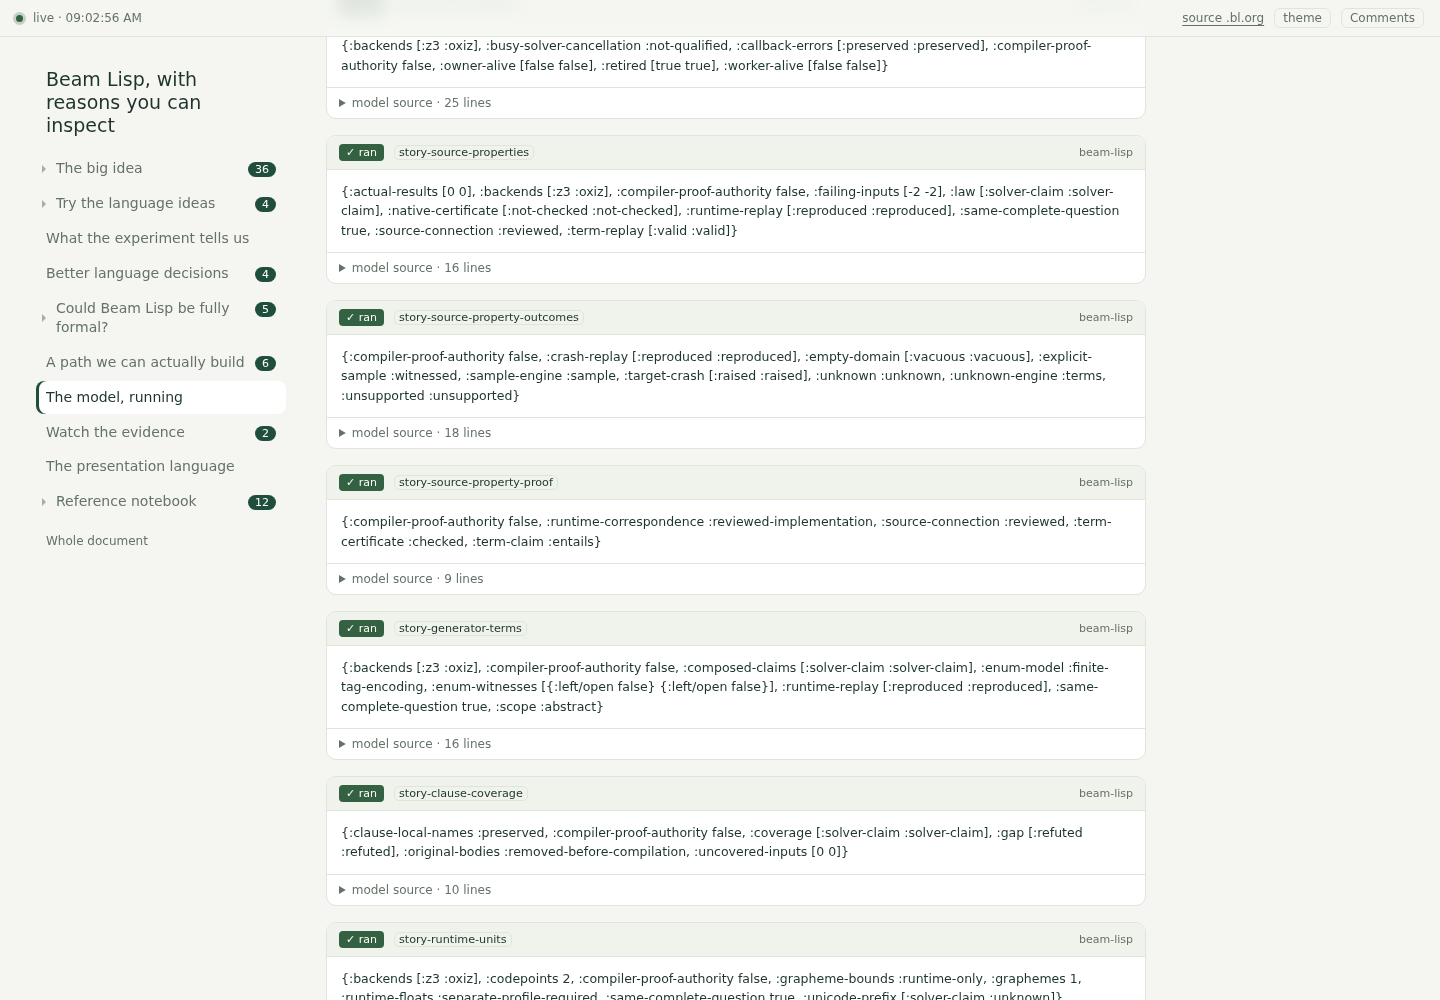 live · 09:02:56 AM
source .bl.org
theme
Comments
Beam Lisp, with
reasons you can
inspect
The big idea
36
Try the language ideas
4
What the experiment tells us
Better language decisions
4
Could Beam Lisp be fully
formal?
5
A path we can actually build
6
The model, running
Watch the evidence
2
The presentation language
Reference notebook
12
Whole document
{:backends [:z3 :oxiz], :busy-solver-cancellation :not-qualified, :callback-errors [:preserved :preserved], :compiler-proof-
authority false, :owner-alive [false false], :retired [true true], :worker-alive [false false]}
model source · 25 lines
✓ ran
story-source-properties
beam-lisp
{:actual-results [0 0], :backends [:z3 :oxiz], :compiler-proof-authority false, :failing-inputs [-2 -2], :law [:solver-claim :solver-
claim], :native-certificate [:not-checked :not-checked], :runtime-replay [:reproduced :reproduced], :same-complete-question
true, :source-connection :reviewed, :term-replay [:valid :valid]}
model source · 16 lines
✓ ran
story-source-property-outcomes
beam-lisp
{:compiler-proof-authority false, :crash-replay [:reproduced :reproduced], :empty-domain [:vacuous :vacuous], :explicit-
sample :witnessed, :sample-engine :sample, :target-crash [:raised :raised], :unknown :unknown, :unknown-engine :terms,
:unsupported :unsupported}
model source · 18 lines
✓ ran
story-source-property-proof
beam-lisp
{:compiler-proof-authority false, :runtime-correspondence :reviewed-implementation, :source-connection :reviewed, :term-
certificate :checked, :term-claim :entails}
model source · 9 lines
✓ ran
story-generator-terms
beam-lisp
{:backends [:z3 :oxiz], :compiler-proof-authority false, :composed-claims [:solver-claim :solver-claim], :enum-model :finite-
tag-encoding, :enum-witnesses [{:left/open false} {:left/open false}], :runtime-replay [:reproduced :reproduced], :same-
complete-question true, :scope :abstract}
model source · 16 lines
✓ ran
story-clause-coverage
beam-lisp
{:clause-local-names :preserved, :compiler-proof-authority false, :coverage [:solver-claim :solver-claim], :gap [:refuted
:refuted], :original-bodies :removed-before-compilation, :uncovered-inputs [0 0]}
model source · 10 lines
✓ ran
story-runtime-units
beam-lisp
{:backends [:z3 :oxiz], :codepoints 2, :compiler-proof-authority false, :grapheme-bounds :runtime-only, :graphemes 1,
:runtime-floats :separate-profile-required, :same-complete-question true, :unicode-prefix [:solver-claim :unknown]}